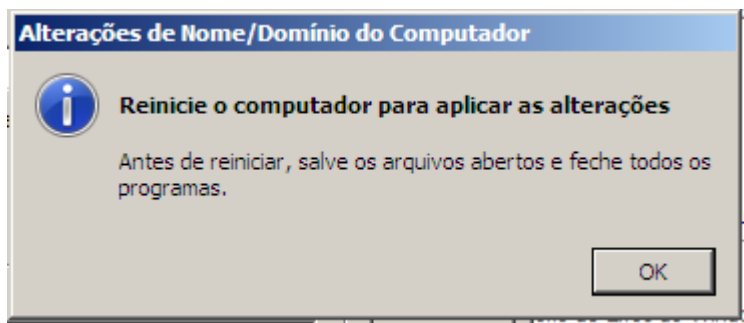 Alterações de Nome/Domínio do Computador
Reinicie o computador para aplicar as alterações
Antes de reiniciar, salve os arquivos abertos e feche todos os
programas.
OK